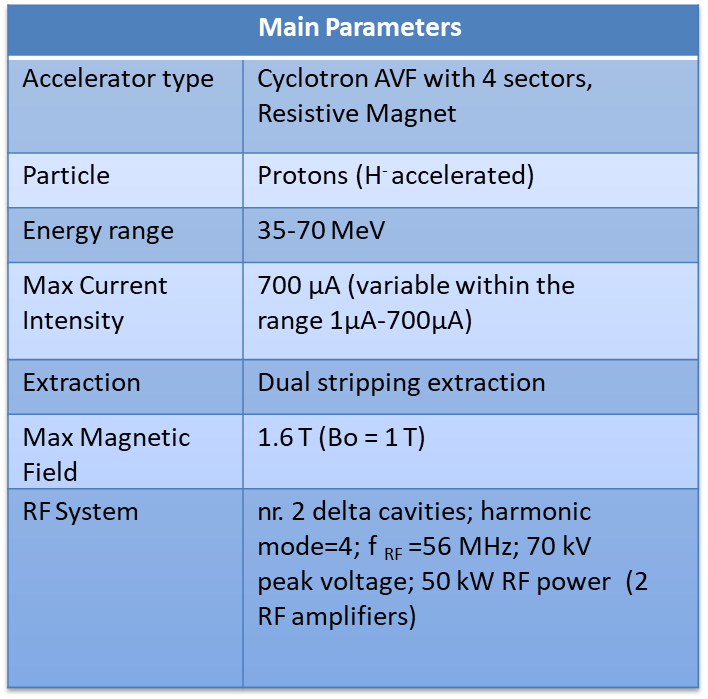 Main Parameters
Accelerator type
Cyclotron AVF with 4 sectors,
Resistive Magnet
Particle
Protons (H- accelerated)
Energy range
35-70 MeV
Max Current
Intensity
700 µA (variable within the
range 1µA-700µA)
Extraction
Dual stripping extraction
Max Magnetic
Field
1.6 T (Bo = 1 T)
RF System
nr. 2 delta cavities; harmonic
mode=4; f RF =56 MHz; 70 kV
peak voltage; 50 kW RF power (2
RF amplifiers)